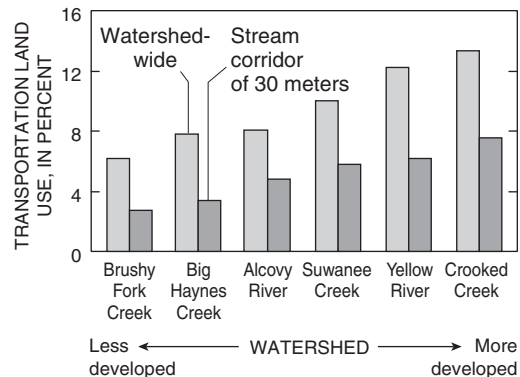 TRANSPORTATION LAND
USE, IN PERCENT
16
12
8
4
0
Watershed-
wide
Stream
corridor
of 30 meters
Brushy
Fork
Creek
Big
Haynes
Creek
Alcovy
River
Suwanee
Creek
Yellow
River
Crooked
Creek
Less
developed
WATERSHED
More
developed